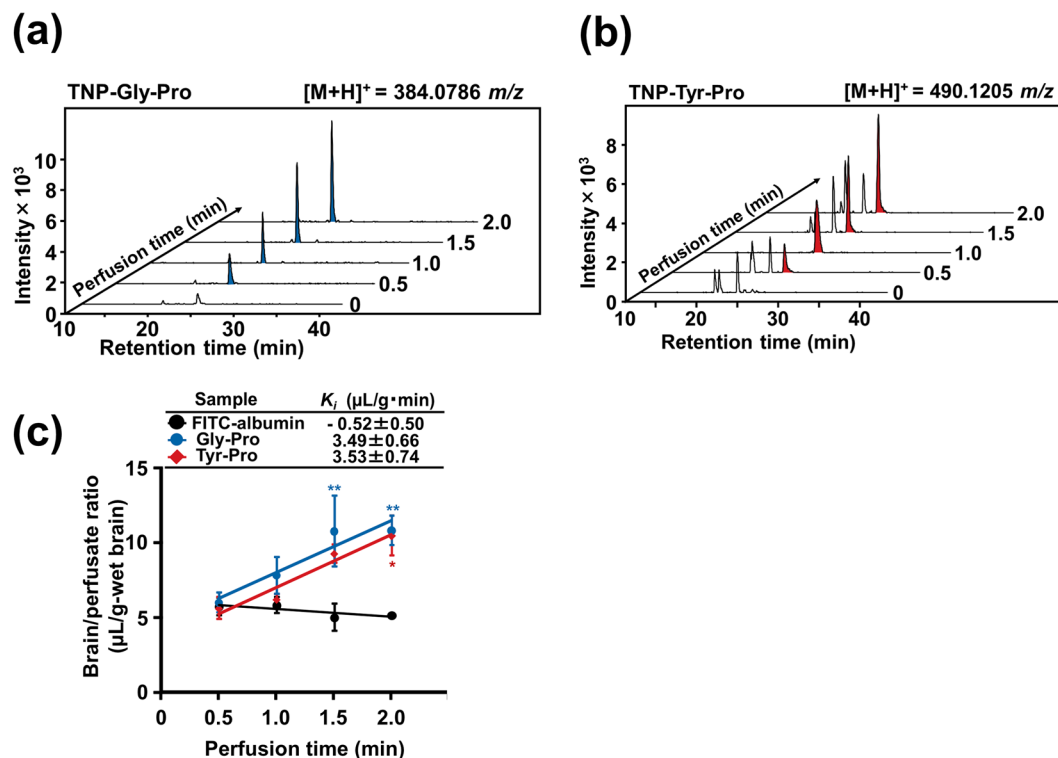 (a)
TNP-Gly-Pro [M+H]⁺ = 384.0786 m/z
Intensity × 10³
10
8
6
4
2
0
Perfusion time (min)
2.0
1.5
1.0
0.5
0
10 20 30 40
Retention time (min)
(b)
TNP-Tyr-Pro [M+H]⁺ = 490.1205 m/z
Intensity × 10³
8
6
4
2
0
Perfusion time (min)
2.0
1.5
1.0
0.5
0
10 20 30 40
Retention time (min)
(c)
Sample Kᵢ (μL/g·min)
FITC-albumin - 0.52±0.50
Gly-Pro 3.49±0.66
Tyr-Pro 3.53±0.74
Brain/perfusate ratio
(μL/g-wet brain)
15
10
5
0
**
**
*
0 0.5 1.0 1.5 2.0
Perfusion time (min)